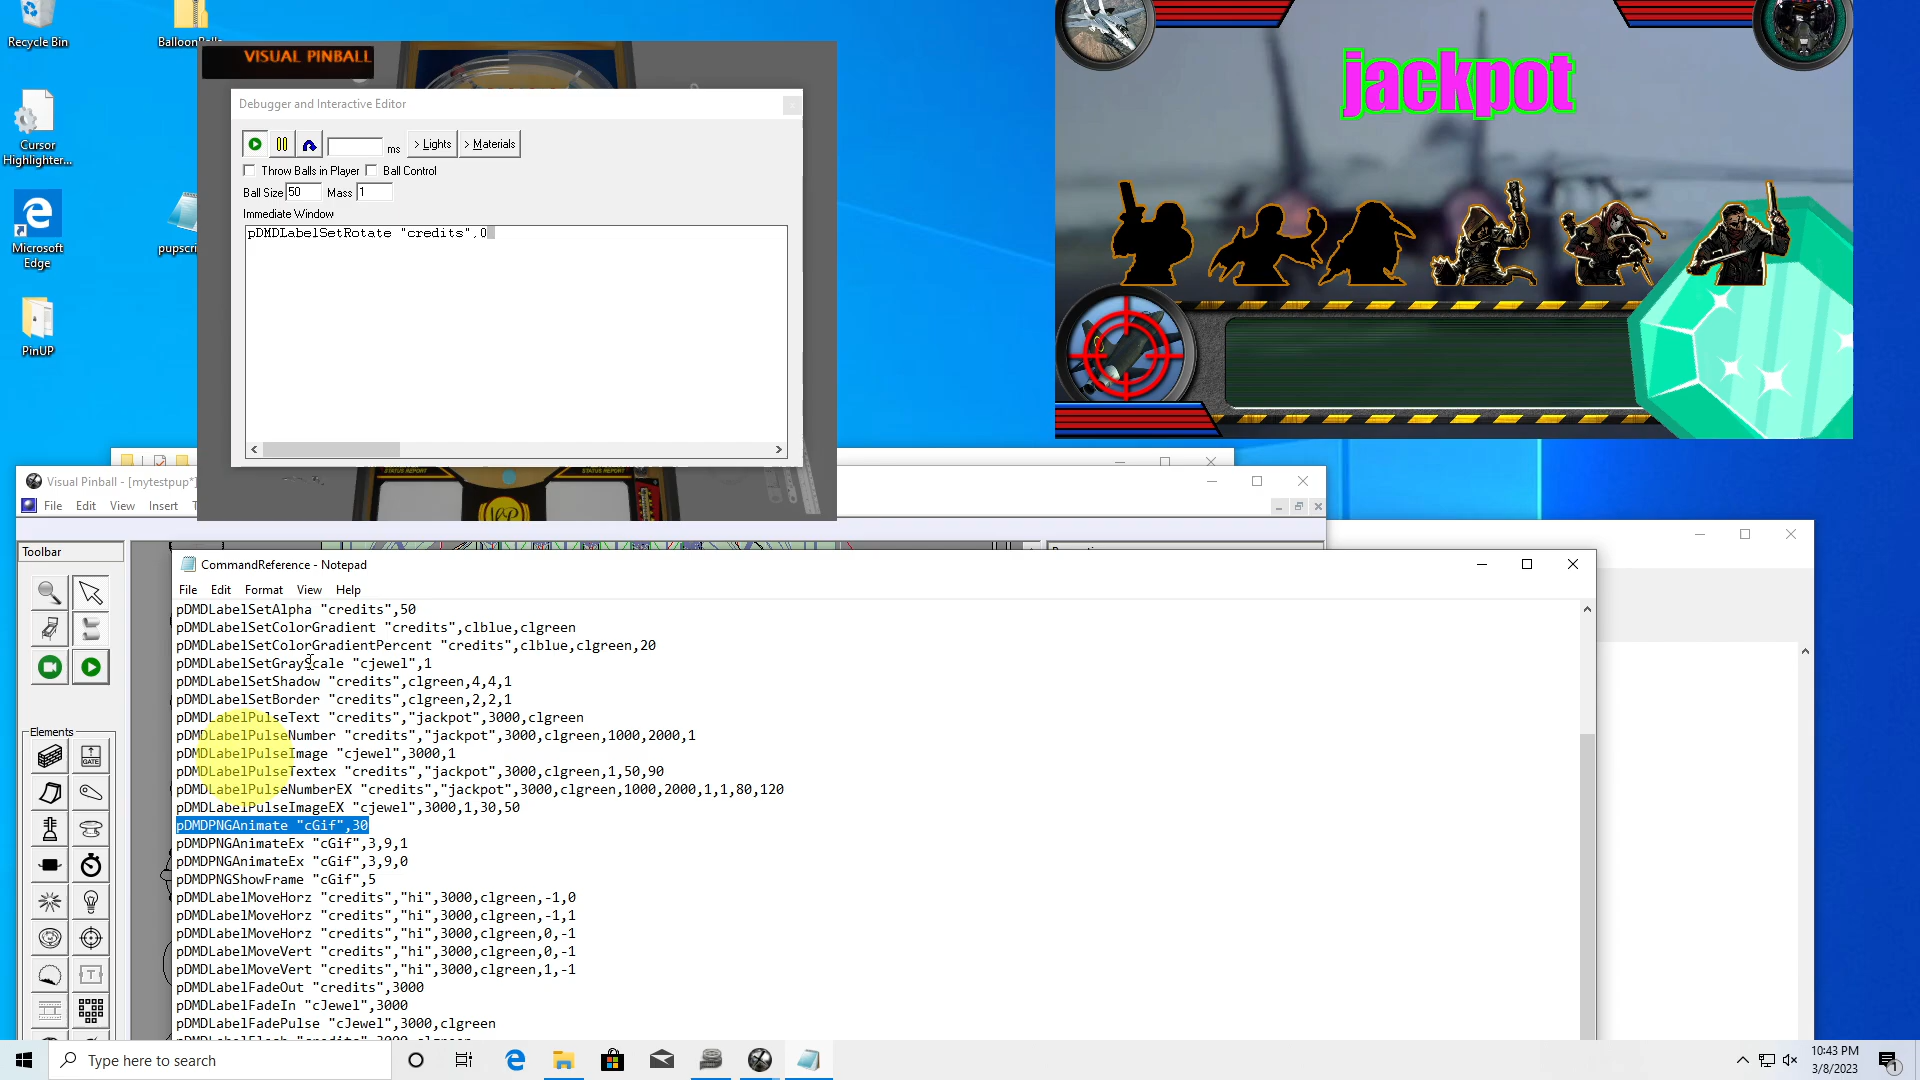 Recycle Bin
BalloonBalls
Cursor
Highlighter...
Microsoft
Edge
pupscri
PinUP
VISUAL PINBALL
Debugger and Interactive Editor
ms
> Lights
> Materials
Throw Balls in Player
Ball Control
Ball Size
50
Mass
1
Immediate Window
pDMDLabelSetRotate "credits",0
STATUS REPORT
STATUS REPORT
jackpot
Visual Pinball - [mytestpup*]
File
Edit
View
Insert
Toolbar
Elements
GATE
CommandReference - Notepad
File
Edit
Format
View
Help
pDMDLabelSetAlpha "credits",50
pDMDLabelSetColorGradient "credits",clblue,clgreen
pDMDLabelSetColorGradientPercent "credits",clblue,clgreen,20
pDMDLabelSetGrayScale "cjewel",1
pDMDLabelSetShadow "credits",clgreen,4,4,1
pDMDLabelSetBorder "credits",clgreen,2,2,1
pDMDLabelPulseText "credits","jackpot",3000,clgreen
pDMDLabelPulseNumber "credits","jackpot",3000,clgreen,1000,2000,1
pDMDLabelPulseImage "cjewel",3000,1
pDMDLabelPulseTextex "credits","jackpot",3000,clgreen,1,50,90
pDMDLabelPulseNumberEX "credits","jackpot",3000,clgreen,1000,2000,1,1,80,120
pDMDLabelPulseImageEX "cjewel",3000,1,30,50
pDMDPNGAnimate "cGif",30
pDMDPNGAnimateEx "cGif",3,9,1
pDMDPNGAnimateEx "cGif",3,9,0
pDMDPNGShowFrame "cGif",5
pDMDLabelMoveHorz "credits","hi",3000,clgreen,-1,0
pDMDLabelMoveHorz "credits","hi",3000,clgreen,-1,1
pDMDLabelMoveHorz "credits","hi",3000,clgreen,0,-1
pDMDLabelMoveVert "credits","hi",3000,clgreen,0,-1
pDMDLabelMoveVert "credits","hi",3000,clgreen,1,-1
pDMDLabelFadeOut "credits",3000
pDMDLabelFadeIn "cJewel",3000
pDMDLabelFadePulse "cJewel",3000,clgreen
Type here to search
10:43 PM
3/8/2023
1